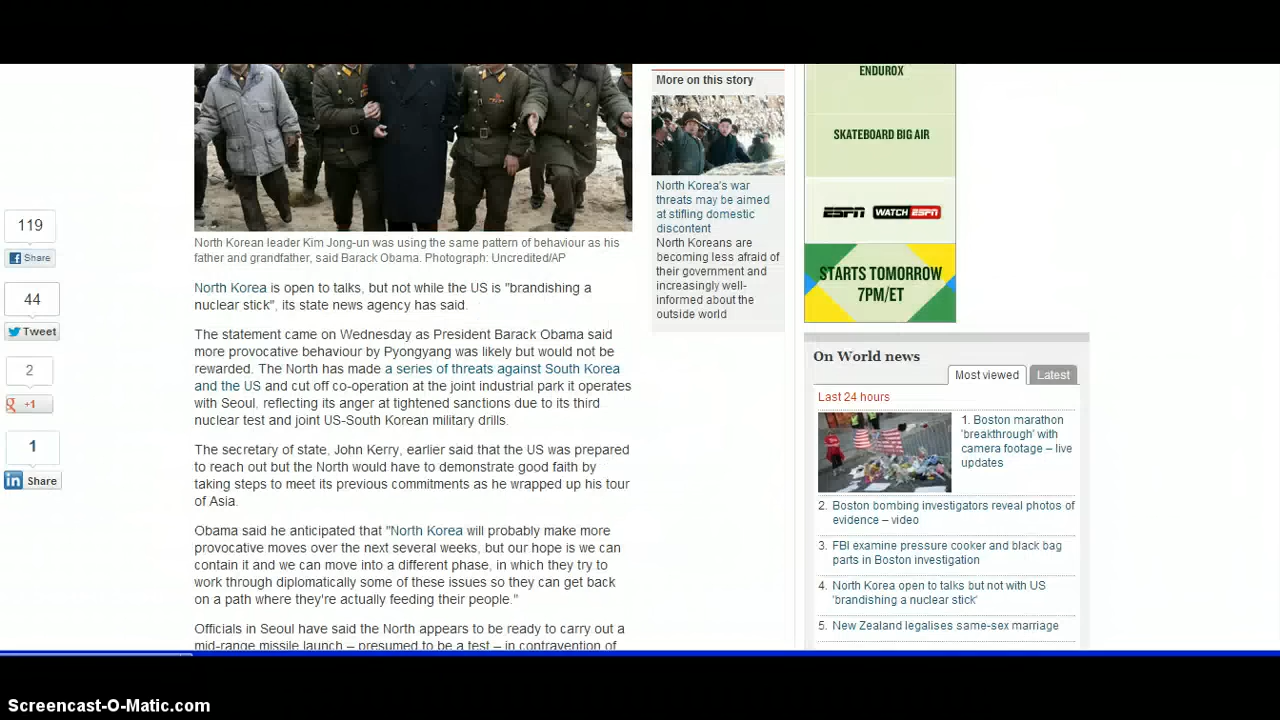 119
Share
44
Tweet
2
+1
1
Share
North Korean leader Kim Jong-un was using the same pattern of behaviour as his
father and grandfather, said Barack Obama. Photograph: Uncredited/AP
North Korea is open to talks, but not while the US is "brandishing a
nuclear stick", its state news agency has said.
The statement came on Wednesday as President Barack Obama said
more provocative behaviour by Pyongyang was likely but would not be
rewarded. The North has made a series of threats against South Korea
and the US and cut off co-operation at the joint industrial park it operates
with Seoul, reflecting its anger at tightened sanctions due to its third
nuclear test and joint US-South Korean military drills.
The secretary of state, John Kerry, earlier said that the US was prepared
to reach out but the North would have to demonstrate good faith by
taking steps to meet its previous commitments as he wrapped up his tour
of Asia.
Obama said he anticipated that "North Korea will probably make more
provocative moves over the next several weeks, but our hope is we can
contain it and we can move into a different phase, in which they try to
work through diplomatically some of these issues so they can get back
on a path where they're actually feeding their people."
Officials in Seoul have said the North appears to be ready to carry out a
mid-range missile launch – presumed to be a test – in contravention of
More on this story
North Korea's war
threats may be aimed
at stifling domestic
discontent
North Koreans are
becoming less afraid of
their government and
increasingly well-
informed about the
outside world
ENDUROX
SKATEBOARD BIG AIR
ESPN WATCH ESPN
STARTS TOMORROW
7PM/ET
On World news
Most viewed Latest
Last 24 hours
1. Boston marathon
'breakthrough' with
camera footage – live
updates
2. Boston bombing investigators reveal photos of
evidence – video
3. FBI examine pressure cooker and black bag
parts in Boston investigation
4. North Korea open to talks but not with US
'brandishing a nuclear stick'
5. New Zealand legalises same-sex marriage
Screencast-O-Matic.com